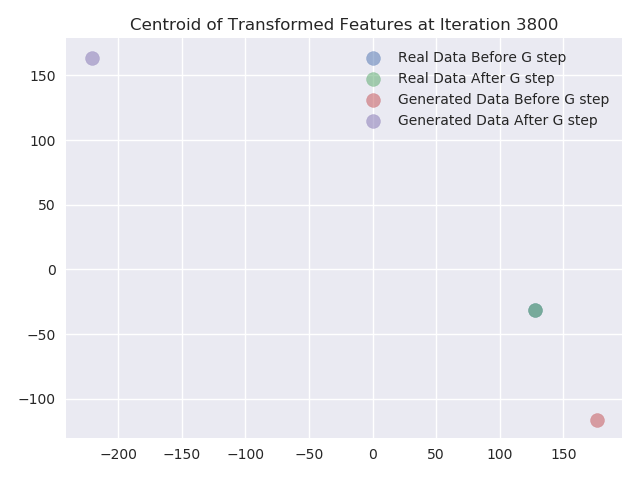 Centroid of Transformed Features at Iteration 3800
Real Data Before G step
Real Data After G step
Generated Data Before G step
Generated Data After G step
150
100
50
0
−50
−100
−200 −150 −100 −50 0 50 100 150